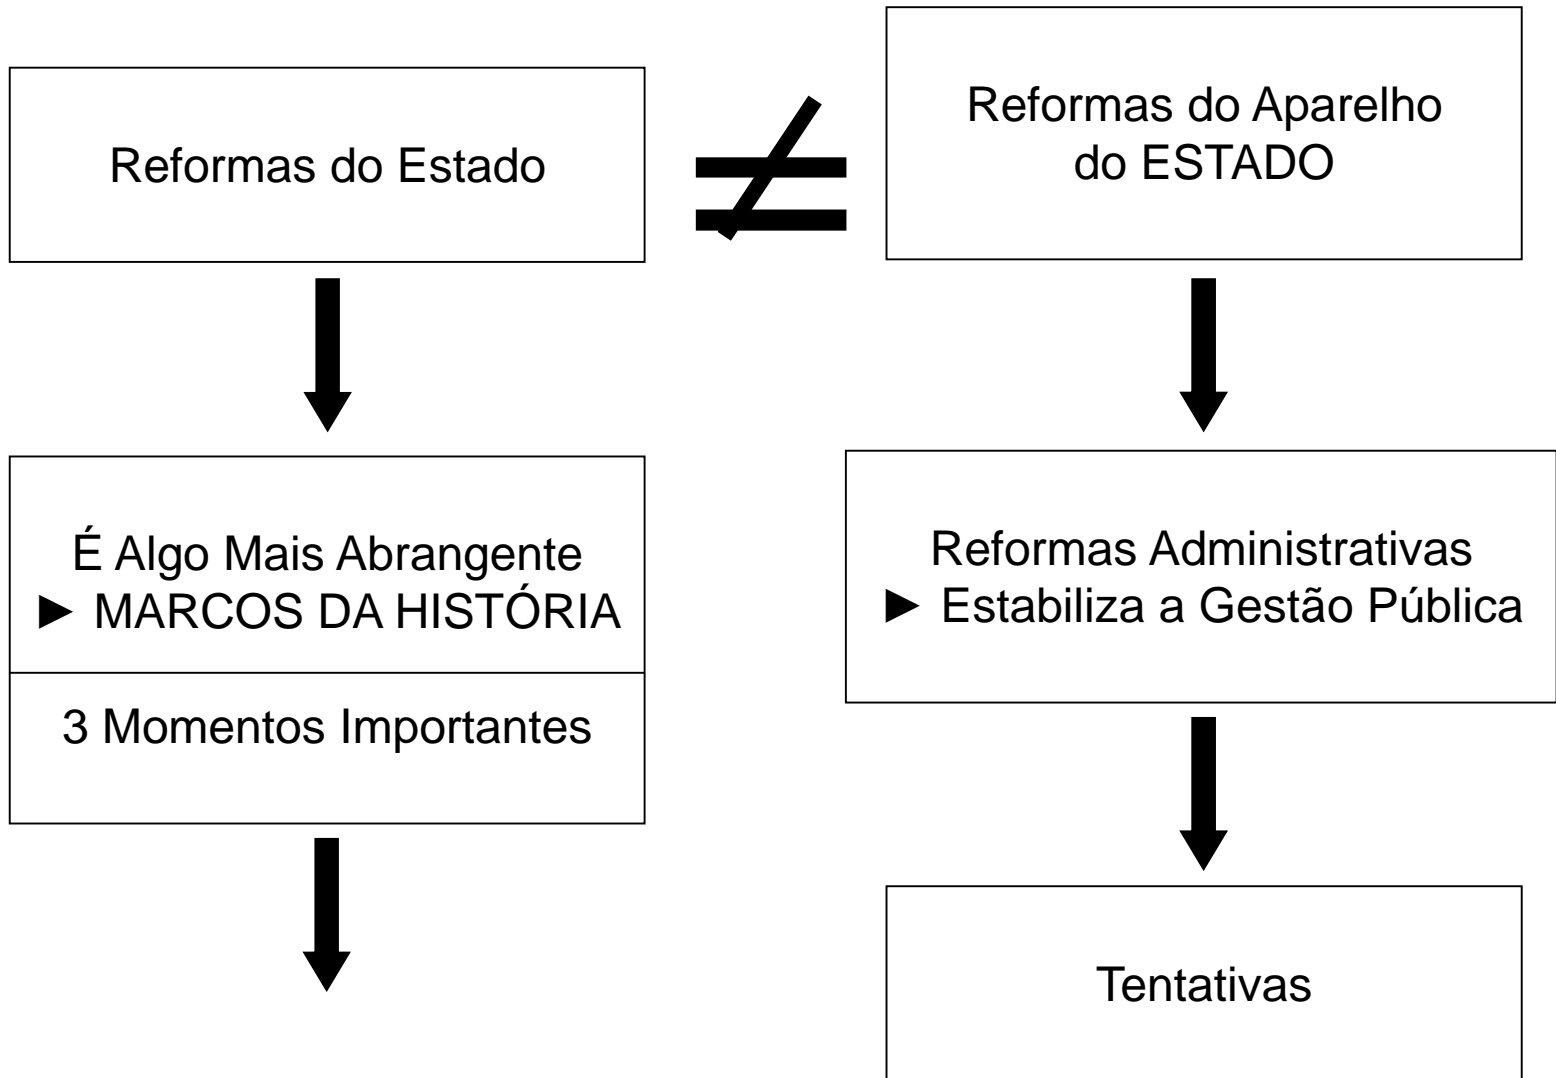 Reformas do Estado
≠
Reformas do Aparelho
do ESTADO
É Algo Mais Abrangente
► MARCOS DA HISTÓRIA
3 Momentos Importantes
Reformas Administrativas
► Estabiliza a Gestão Pública
Tentativas